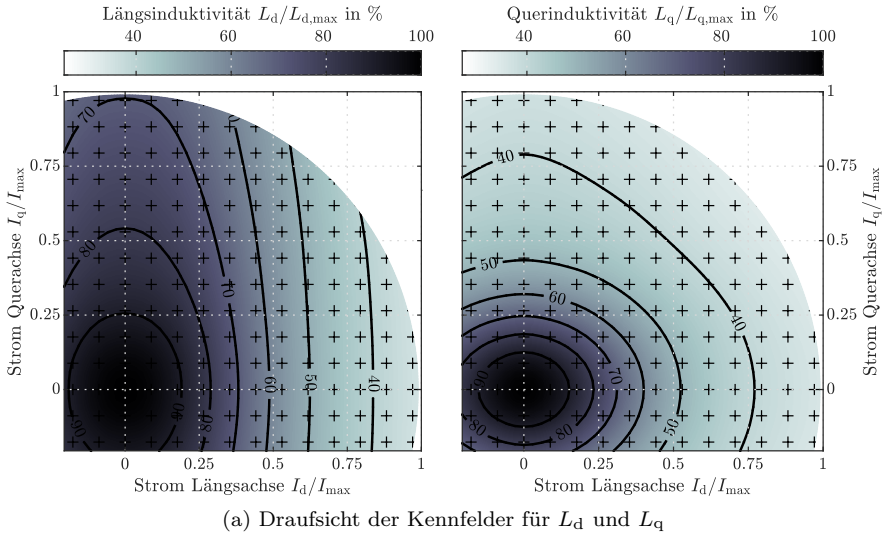 Längsinduktivität L_d/L_d,max in %
40 60 80 100
Querinduktivität L_q/L_q,max in %
40 60 80 100
Strom Querachse I_q/I_max
1
0.75
0.5
0.25
0
70
80
70
60
50
40
90
80
90
0 0.25 0.5 0.75 1
Strom Längsachse I_d/I_max
40
50
60
70
40
90
80
80
50
0 0.25 0.5 0.75 1
Strom Längsachse I_d/I_max
1
0.75
0.5
0.25
0
Strom Querachse I_q/I_max
(a) Draufsicht der Kennfelder für L_d und L_q